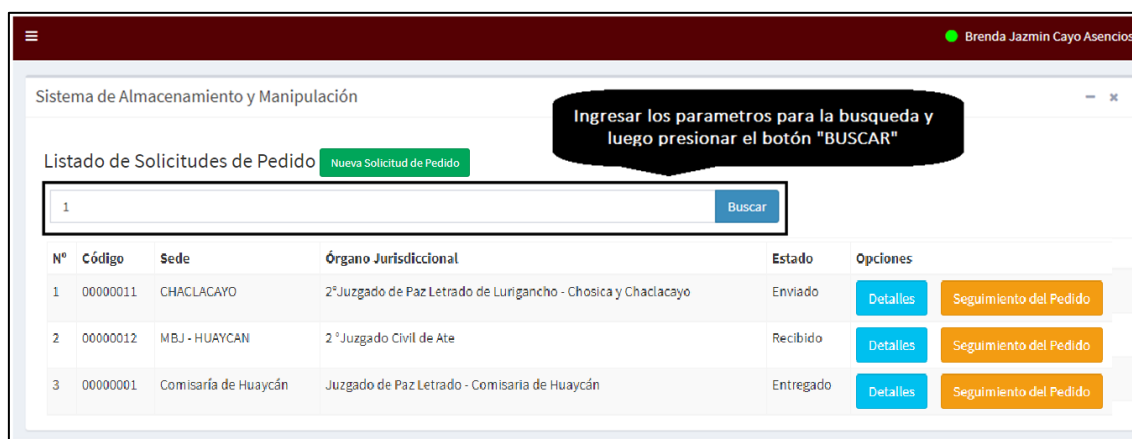 Brenda Jazmin Cayo Asencios
Sistema de Almacenamiento y Manipulación
Ingresar los parametros para la busqueda y
luego presionar el botón "BUSCAR"
Listado de Solicitudes de Pedido Nueva Solicitud de Pedido
1 Buscar
Nº Código Sede Órgano Jurisdiccional Estado Opciones
1 00000011 CHACLACAYO 2°Juzgado de Paz Letrado de Lurigancho - Chosica y Chaclacayo Enviado Detalles Seguimiento del Pedido
2 00000012 MBJ - HUAYCAN 2 °Juzgado Civil de Ate Recibido Detalles Seguimiento del Pedido
3 00000001 Comisaría de Huaycán Juzgado de Paz Letrado - Comisaria de Huaycán Entregado Detalles Seguimiento del Pedido